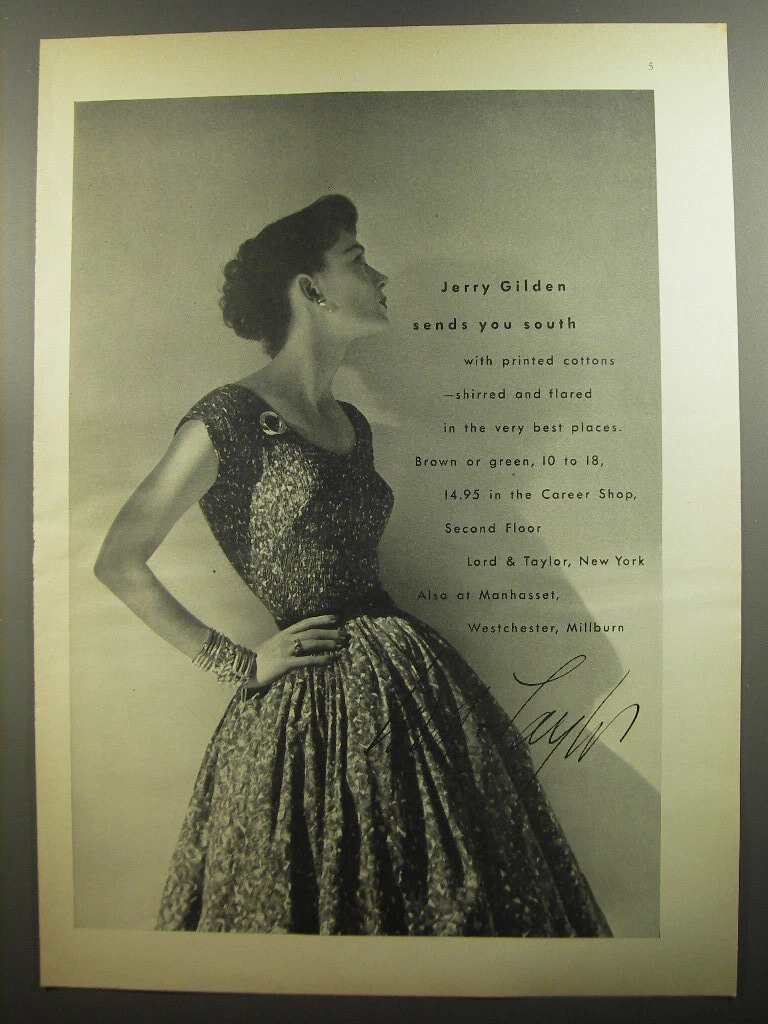 5
Jerry Gilden
sends you south
with printed cottons
—shirred and flared
in the very best places.
Brown or green, 10 to 18,
14.95 in the Career Shop,
Second Floor
Lord & Taylor, New York
Also at Manhasset,
Westchester, Millburn
Lord & Taylor